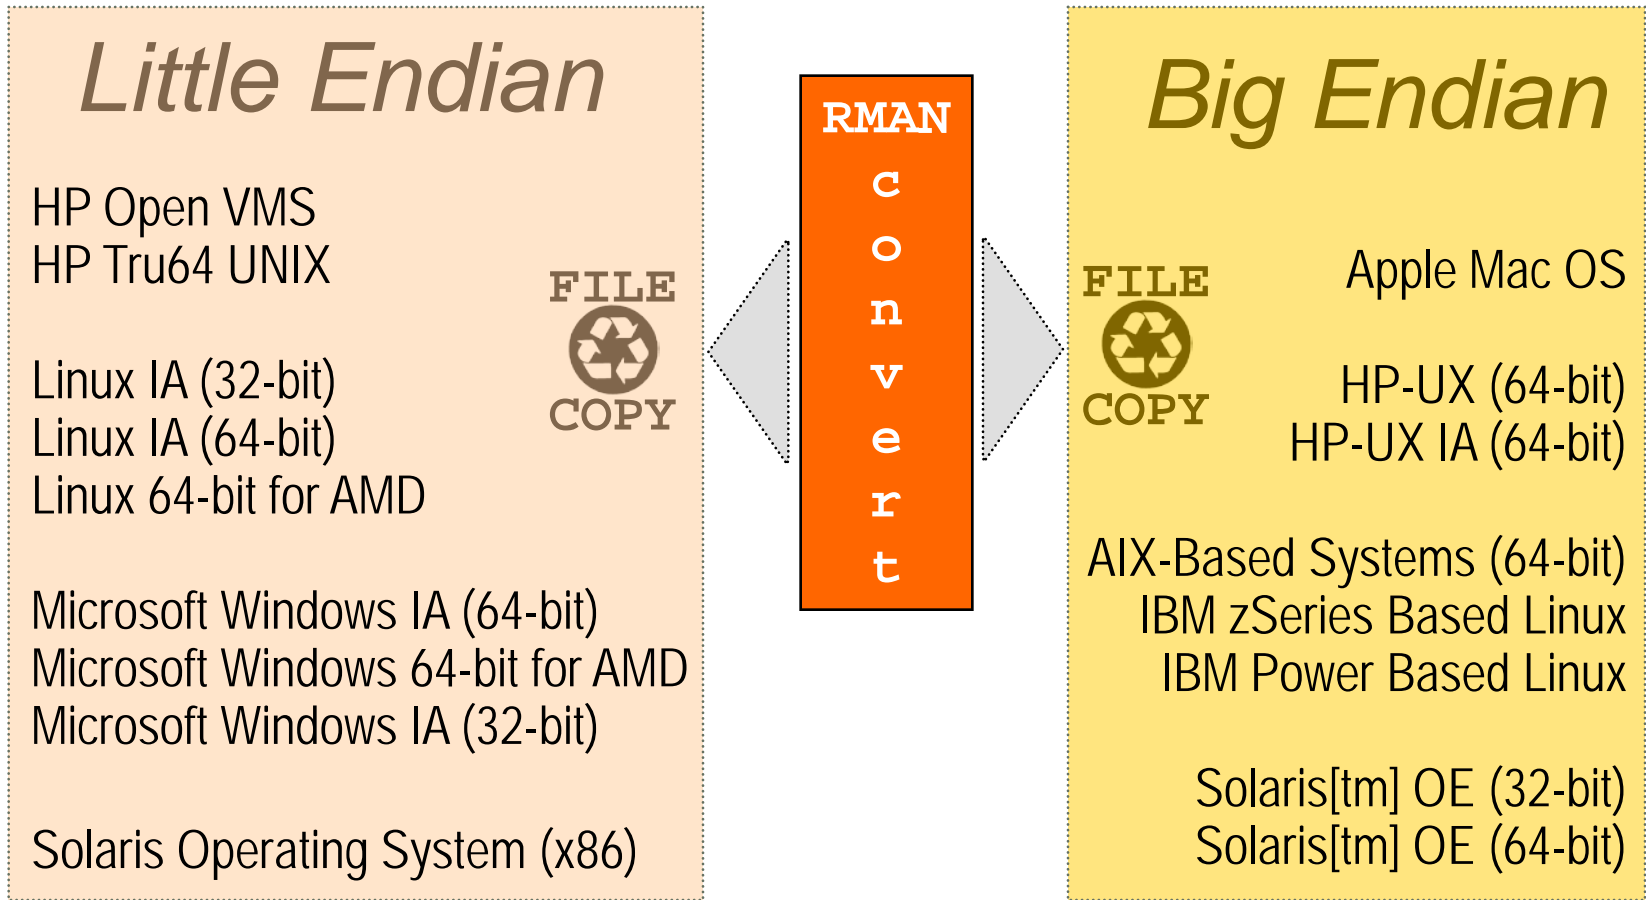 Little Endian
HP Open VMS
HP Tru64 UNIX
FILE
COPY
Linux IA (32-bit)
Linux IA (64-bit)
Linux 64-bit for AMD
Microsoft Windows IA (64-bit)
Microsoft Windows 64-bit for AMD
Microsoft Windows IA (32-bit)
Solaris Operating System (x86)
RMAN
c
o
n
v
e
r
t
Big Endian
FILE
COPY
Apple Mac OS
HP-UX (64-bit)
HP-UX IA (64-bit)
AIX-Based Systems (64-bit)
IBM zSeries Based Linux
IBM Power Based Linux
Solaris[tm] OE (32-bit)
Solaris[tm] OE (64-bit)